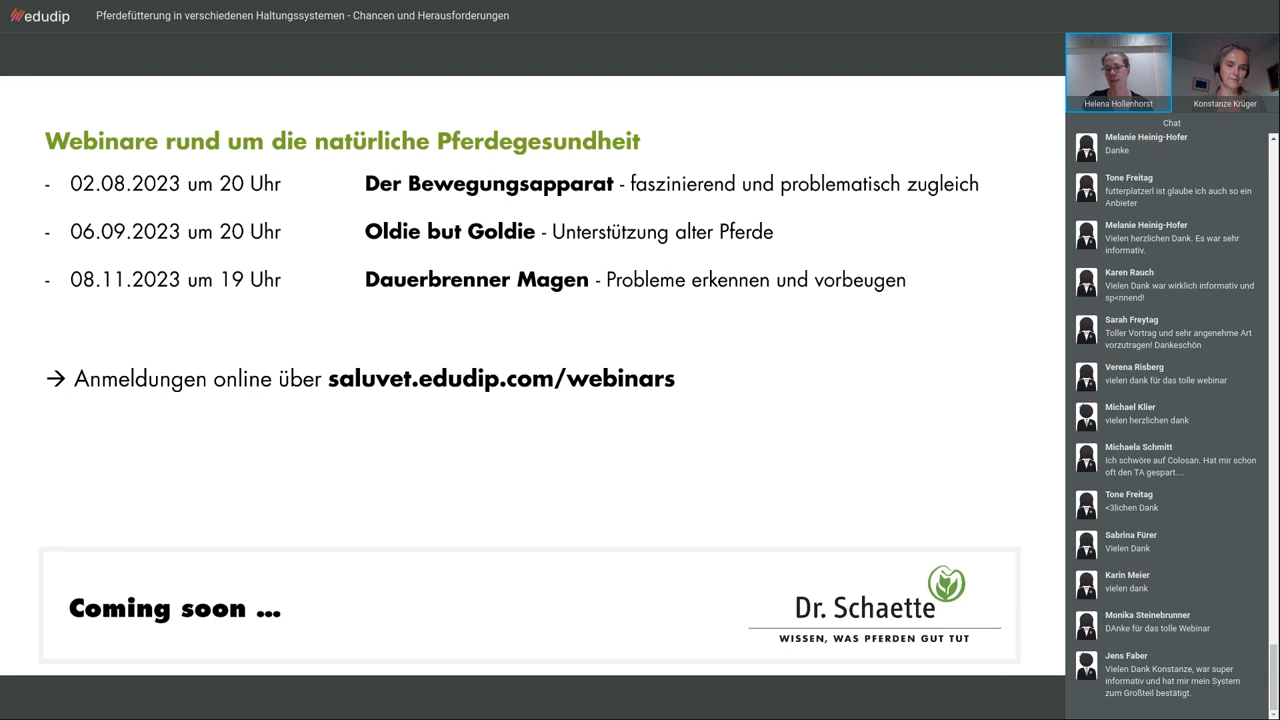 edudip
Pferdefütterung in verschiedenen Haltungssystemen - Chancen und Herausforderungen
Webinare rund um die natürliche Pferdegesundheit
- 02.08.2023 um 20 Uhr Der Bewegungsapparat - faszinierend und problematisch zugleich
- 06.09.2023 um 20 Uhr Oldie but Goldie - Unterstützung alter Pferde
- 08.11.2023 um 19 Uhr Dauerbrenner Magen - Probleme erkennen und vorbeugen
→ Anmeldungen online über saluvet.edudip.com/webinars
Coming soon ...
Dr. Schaette
WISSEN, WAS PFERDEN GUT TUT
Helena Hollenhorst
Konstanze Krüger
Chat
Melanie Heinig-Hofer
Danke
Tone Freitag
futterplatzerl ist glaube ich auch so ein
Anbieter
Melanie Heinig-Hofer
Vielen herzlichen Dank. Es war sehr
informativ.
Karen Rauch
Vielen Dank war wirklich informativ und
sp<nnend!
Sarah Freytag
Toller Vortrag und sehr angenehme Art
vorzutragen! Dankeschön
Verena Risberg
vielen dank für das tolle webinar
Michael Klier
vielen herzlichen dank
Michaela Schmitt
Ich schwöre auf Colosan. Hat mir schon
oft den TA gespart....
Tone Freitag
<3lichen Dank
Sabrina Fürer
Vielen Dank
Karin Meier
vielen dank
Monika Steinebrunner
DAnke für das tolle Webinar
Jens Faber
Vielen Dank Konstanze, war super
informativ und hat mir mein System
zum Großteil bestätigt.